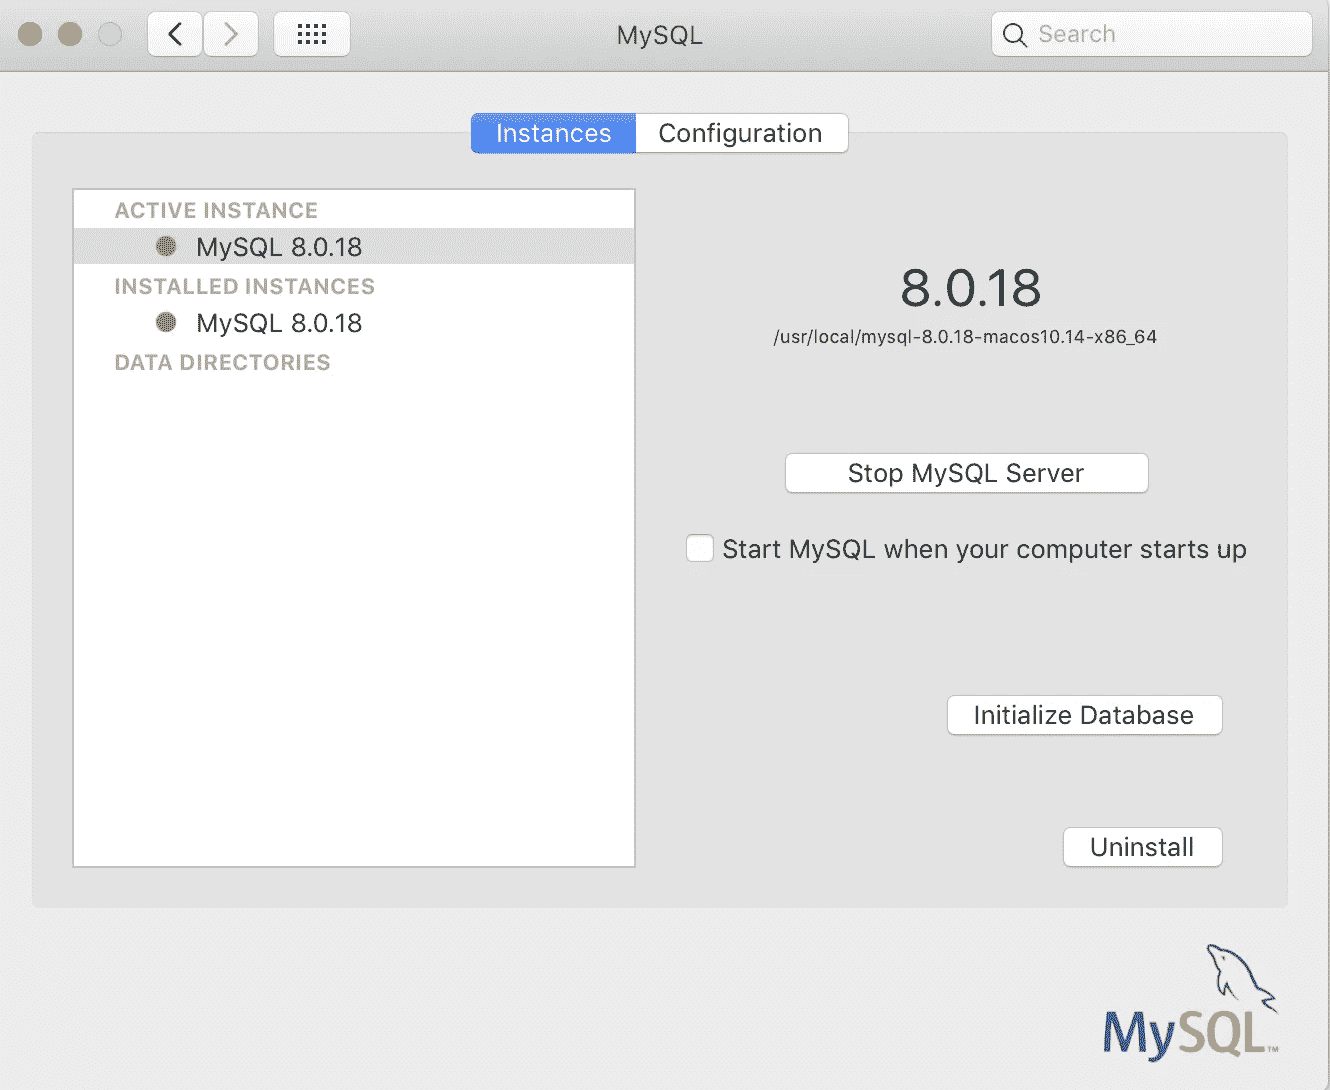 MySQL
Search
Instances
Configuration
ACTIVE INSTANCE
MySQL 8.0.18
INSTALLED INSTANCES
MySQL 8.0.18
DATA DIRECTORIES
8.0.18
/usr/local/mysql-8.0.18-macos10.14-x86_64
Stop MySQL Server
Start MySQL when your computer starts up
Initialize Database
Uninstall
MySQL™